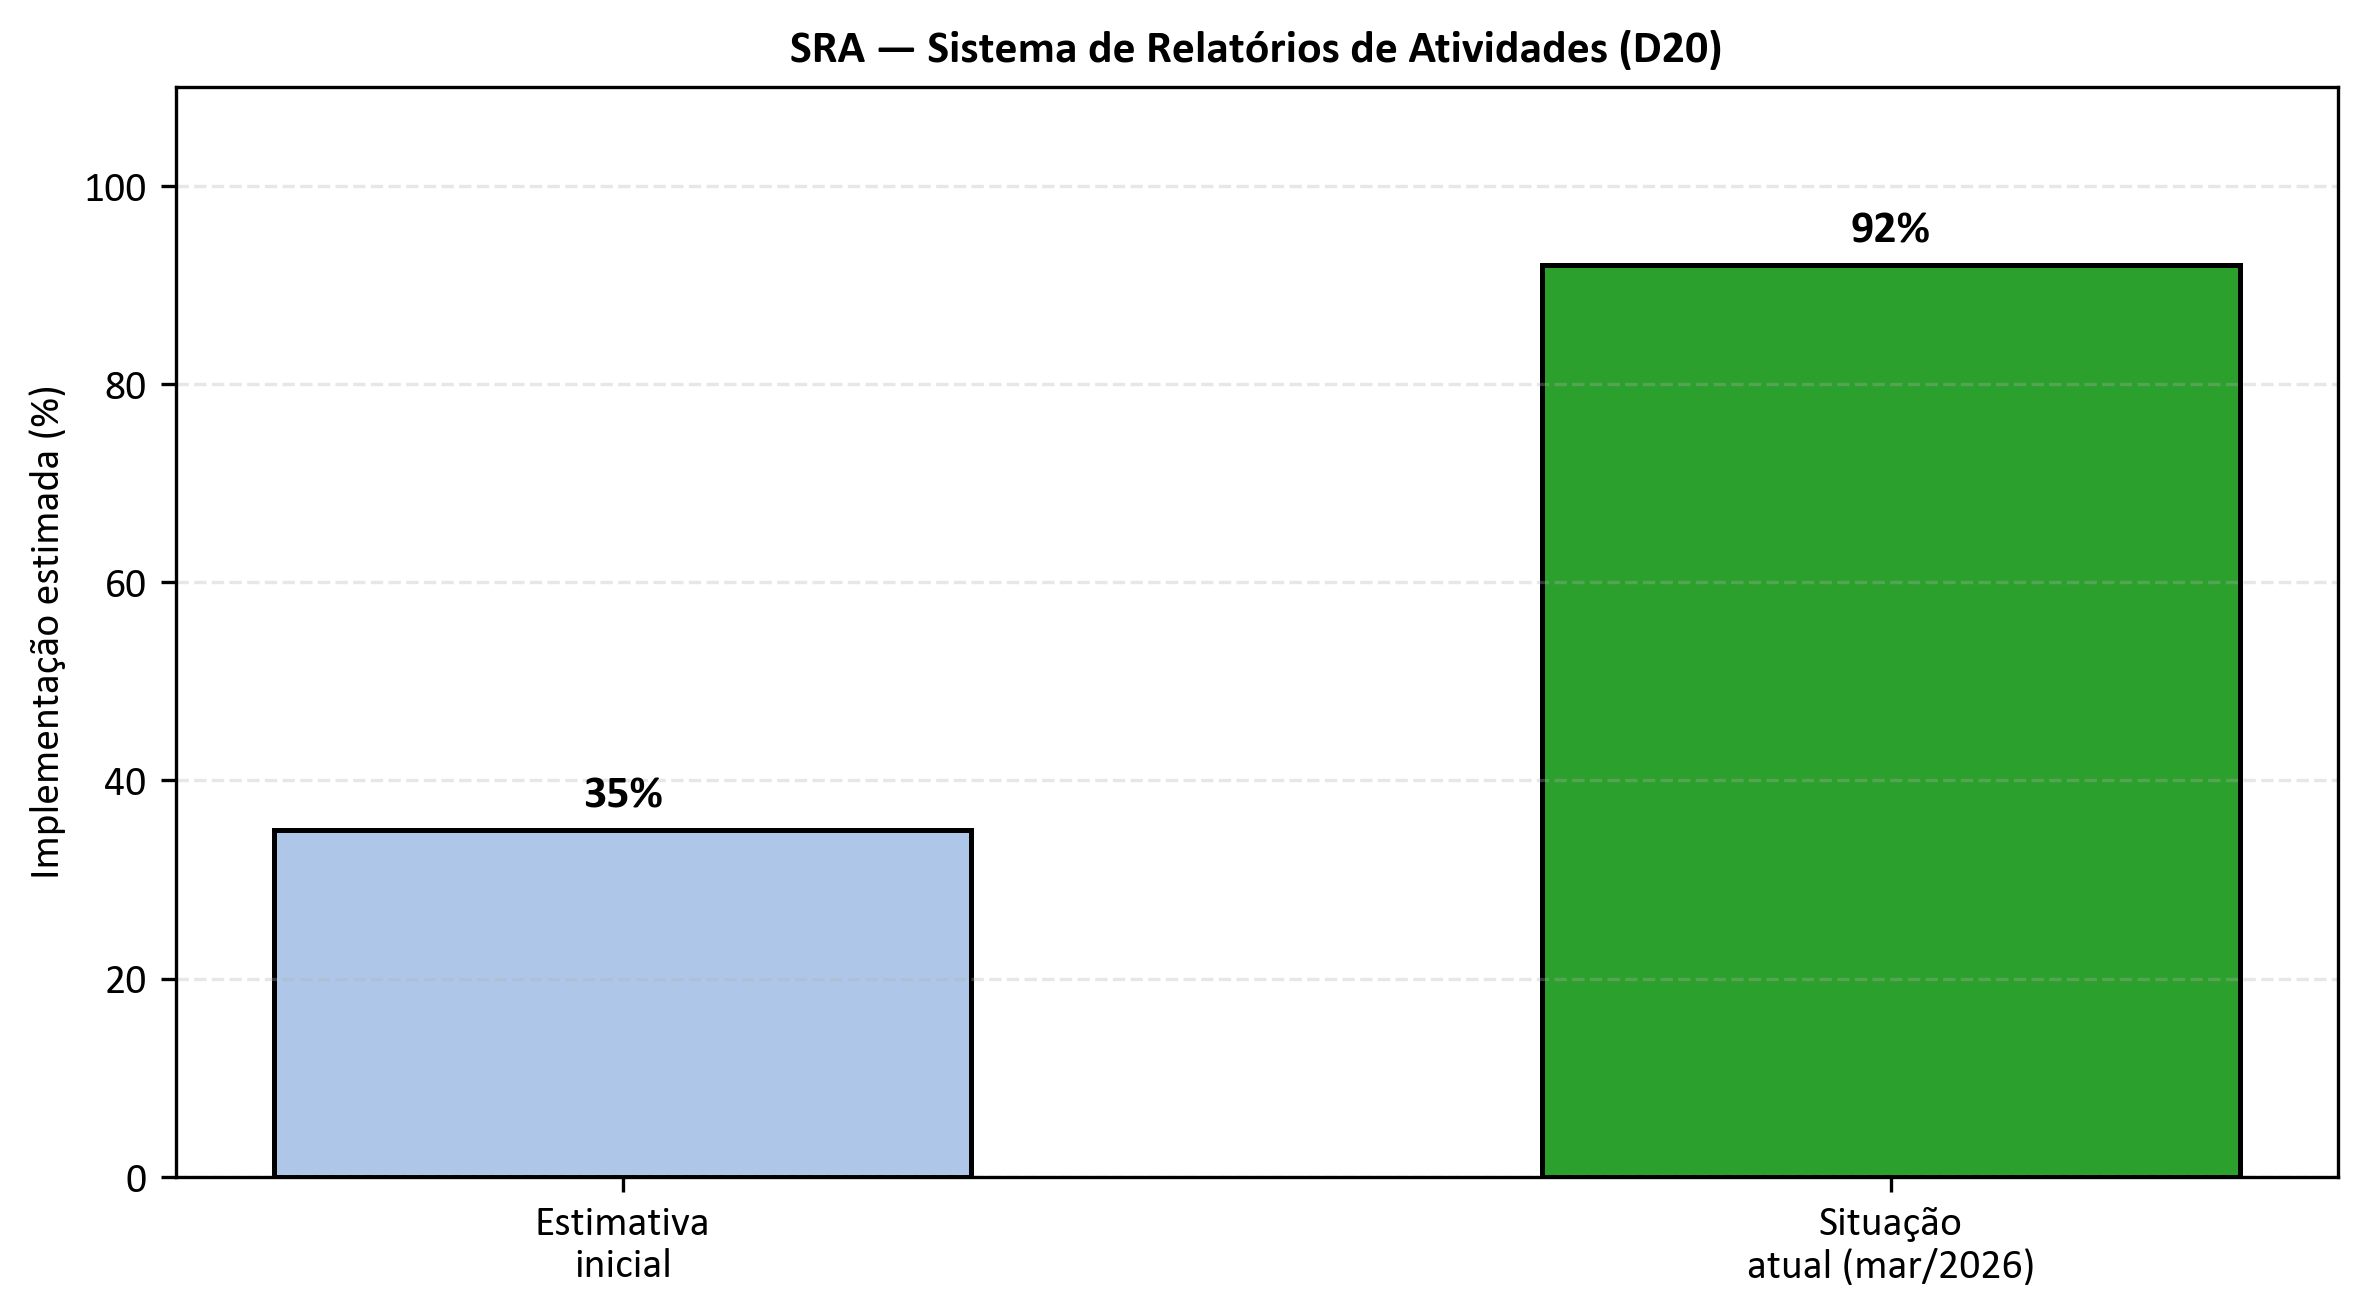 SRA — Sistema de Relatórios de Atividades (D20)
Implementação estimada (%)
100
80
60
40
20
0
35%
92%
Estimativa
inicial
Situação
atual (mar/2026)